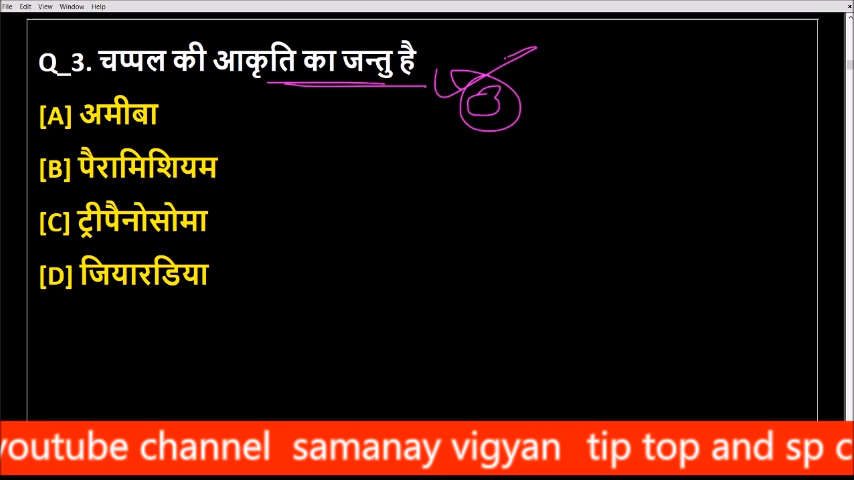 File Edit View Window Help
Q_3. चप्पल की आकृति का जन्तु है
[A] अमीबा
[B] पैरामिशियम
[C] ट्रीपैनोसोमा
[D] जियारडिया
youtube channel samanay vigyan tip top and sp c